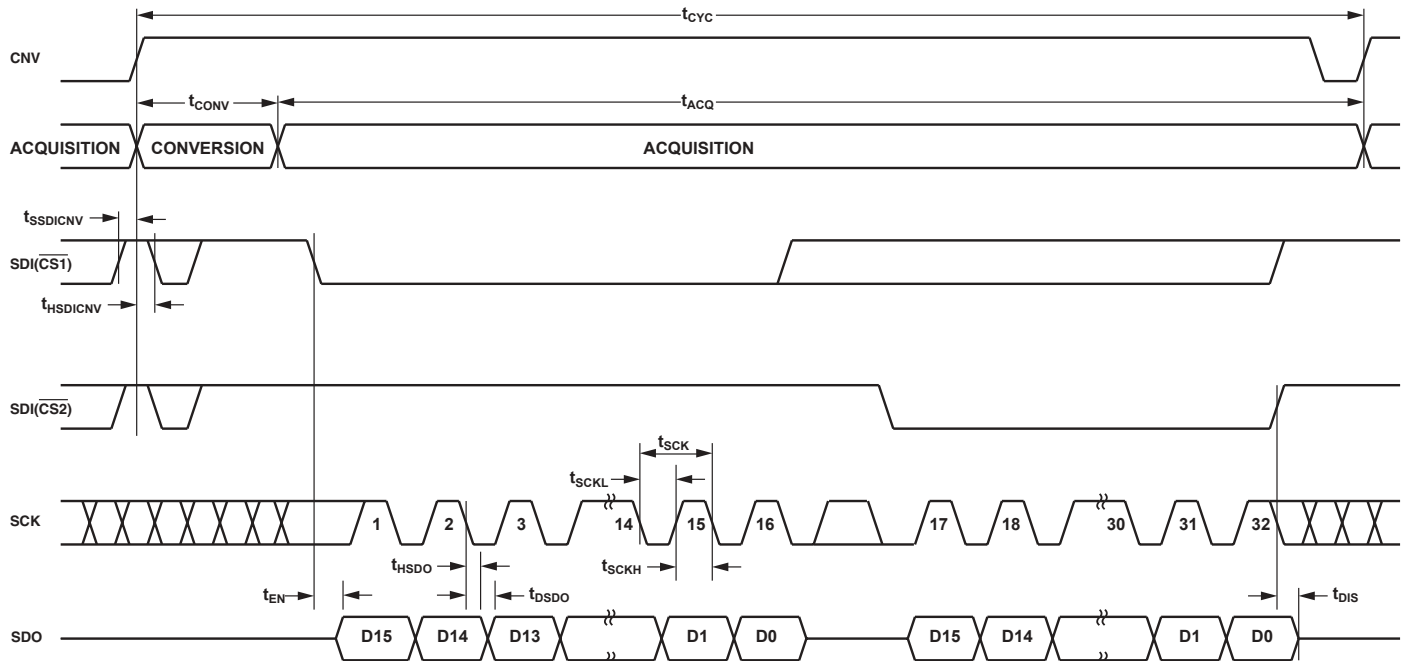 tCYC
CNV
tCONV tACQ
ACQUISITION CONVERSION ACQUISITION
tSSDICNV
SDI(CS1)
tHSDICNV
SDI(CS2)
tSCK
tSCKL
SCK 1 2 3 14 15 16 17 18 30 31 32
tHSDO tSCKH
tEN tDSDO tDIS
SDO D15 D14 D13 D1 D0 D15 D14 D1 D0